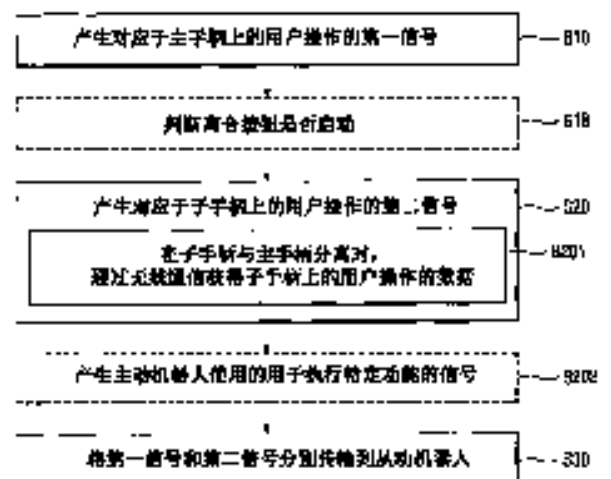 产生对应于主手柄上的用户操作的第一信号
S10
判断离合按钮是否启动
S18
产生对应于子手柄上的用户操作的第二信号
S20
在子手柄与主手柄分离时,
S201
通过无线通信获得子手柄上的用户操作的数据
产生主动机器人使用的用于执行特定功能的信号
S202
将第一信号和第二信号分别传输到从动机器人
S30